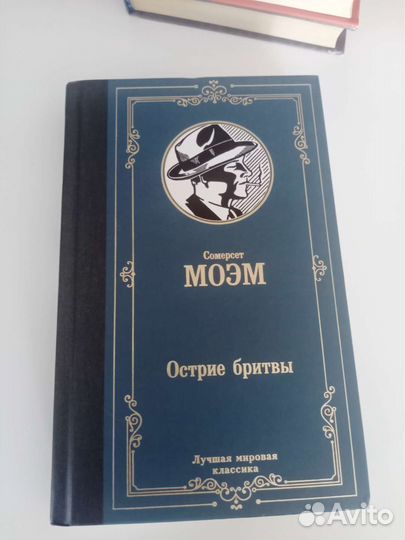 Сомерсет
МОЭМ
Острие бритвы
Лучшая мировая
классика
Avito